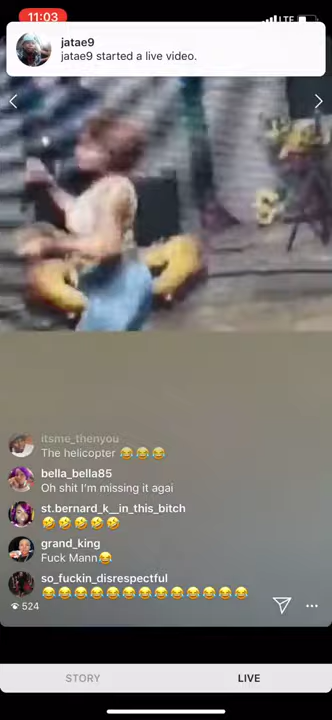 11:03
LTE
jatae9
jatae9 started a live video.
itsme_thenyou
The helicopter 😂😂😂
bella_bella85
Oh shit I'm missing it agai
st.bernard_k__in_this_bitch
🤣🤣🤣🤣🤣
grand_king
Fuck Mann😂
so_fuckin_disrespectful
😂😂😂😂😂😂😂😂😂😂😂😂😂
524
STORY
LIVE